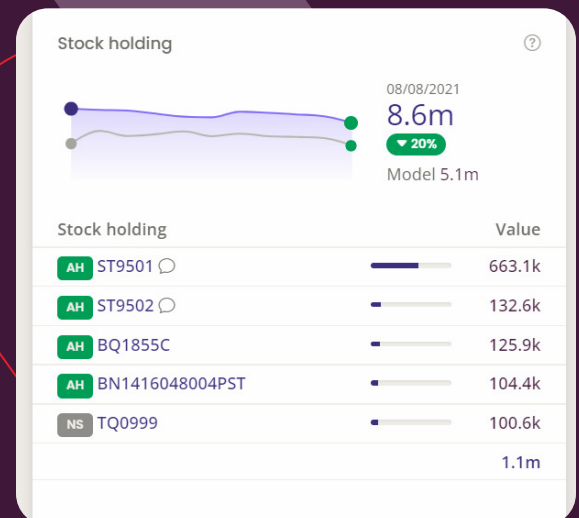 Stock holding ?
08/08/2021
8.6m
20%
Model 5.1m
Stock holding Value
AH ST9501 663.1k
AH ST9502 132.6k
AH BQ1855C 125.9k
AH BN1416048004PST 104.4k
NS TQ0999 100.6k
1.1m